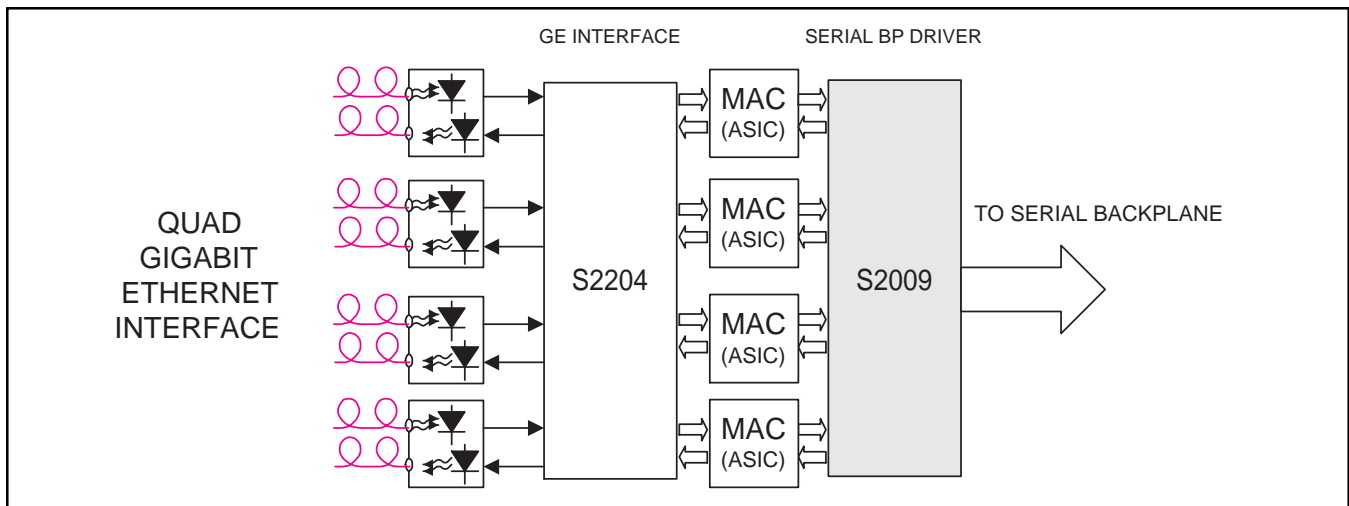 GE INTERFACE
SERIAL BP DRIVER
QUAD
GIGABIT
ETHERNET
INTERFACE
S2204
MAC
(ASIC)
MAC
(ASIC)
MAC
(ASIC)
MAC
(ASIC)
S2009
TO SERIAL BACKPLANE